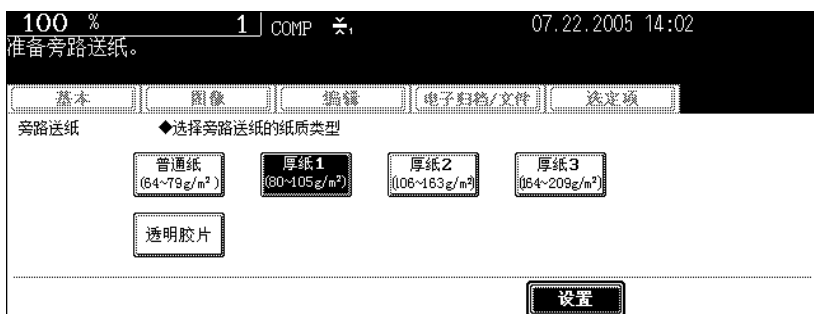 100 % 1 COMP 1 07.22.2005 14:02
准备旁路送纸。
基本 图像 编辑 电子归档/文件 选定项
旁路送纸 ◆选择旁路送纸的纸质类型
普通纸 厚纸1 厚纸2 厚纸3
(64~79g/m²) (80~105g/m²) (106~163g/m²) (164~209g/m²)
透明胶片
设置